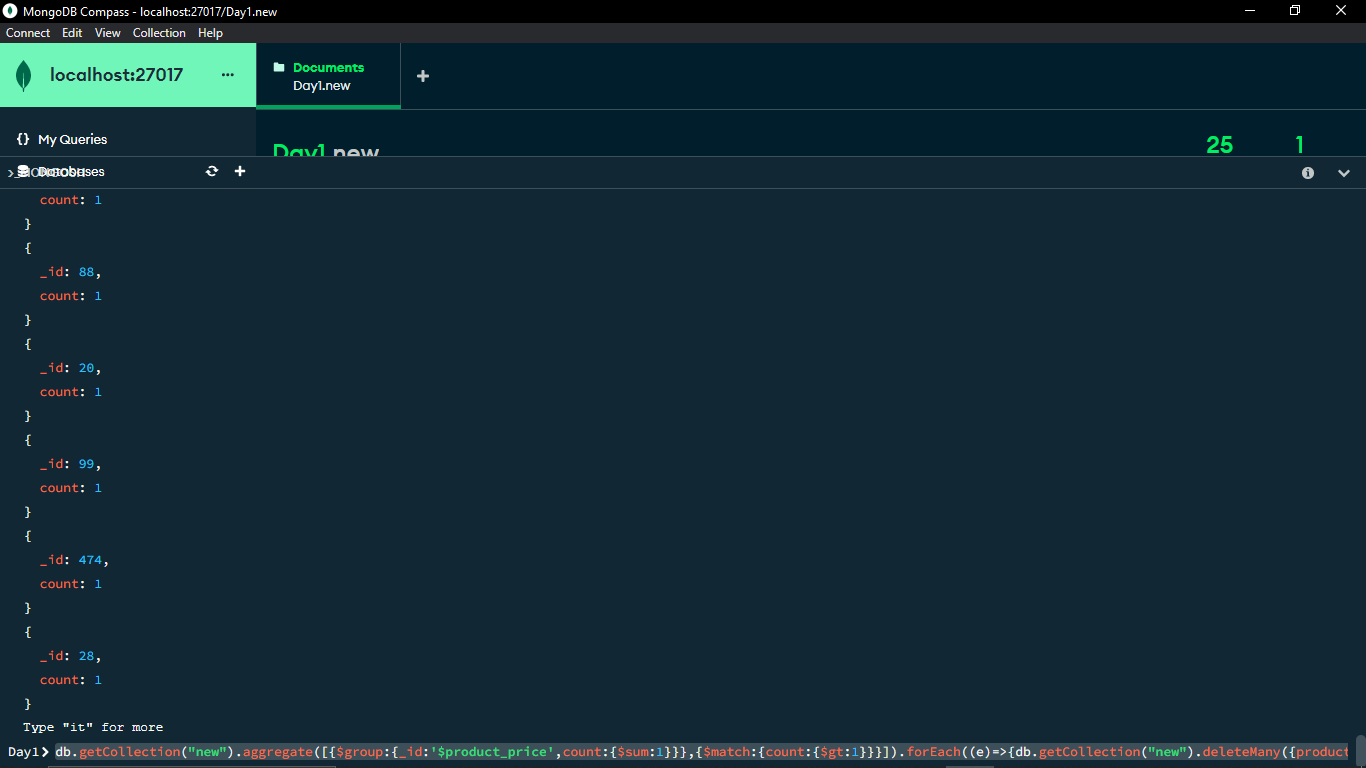 MongoDB Compass - localhost:27017/Day1.new
Connect Edit View Collection Help
localhost:27017 ...
Documents
Day1.new
+
{} My Queries
Day1.new
25 1
>_MONGOSH
Databases
count: 1
}
{
_id: 88,
count: 1
}
{
_id: 20,
count: 1
}
{
_id: 99,
count: 1
}
{
_id: 474,
count: 1
}
{
_id: 28,
count: 1
}
Type "it" for more
Day1> db.getCollection("new").aggregate([{$group:{_id:'$product_price',count:{$sum:1}}},{$match:{count:{$gt:1}}}]).forEach((e)=>{db.getCollection("new").deleteMany({product